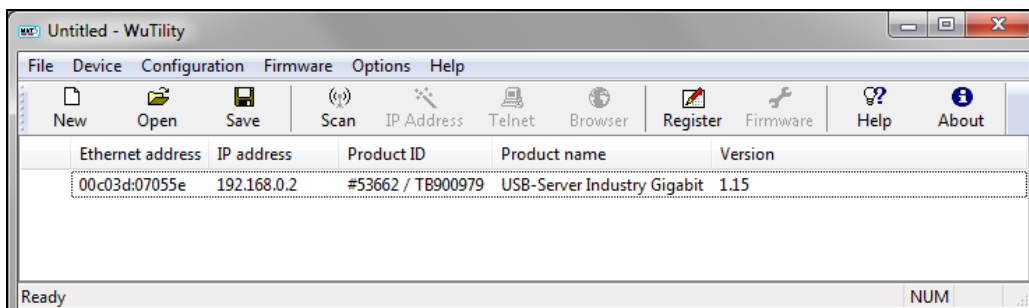 Untitled - WuTility
File Device Configuration Firmware Options Help
New Open Save Scan IP Address Telnet Browser Register Firmware Help About
Ethernet address IP address Product ID Product name Version
00c03d:07055e 192.168.0.2 #53662 / TB900979 USB-Server Industry Gigabit 1.15
Ready NUM